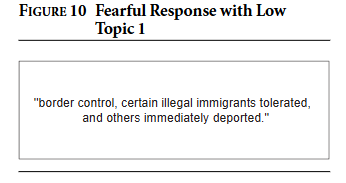 FIGURE 10 Fearful Response with Low
Topic 1
"border control, certain illegal immigrants tolerated,
and others immediately deported."